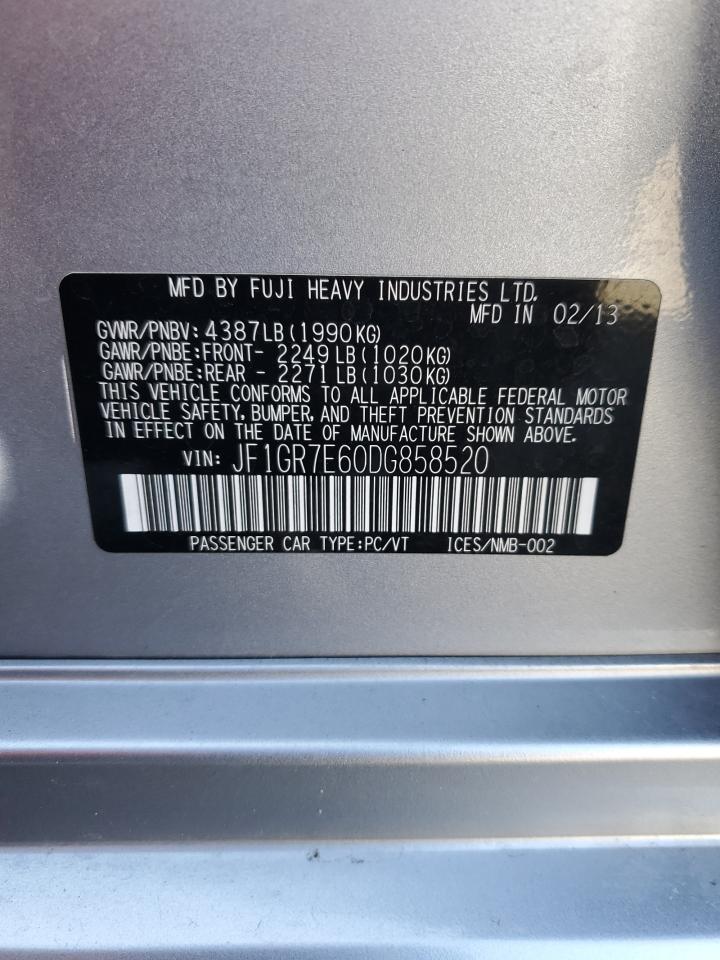 MFD BY FUJI HEAVY INDUSTRIES LTD.
MFD IN 02/13
GVWR/PNBV: 4387LB(1990KG)
GAWR/PNBE:FRONT- 2249LB(1020KG)
GAWR/PNBE:REAR - 2271LB(1030KG)
THIS VEHICLE CONFORMS TO ALL APPLICABLE FEDERAL MOTOR
VEHICLE SAFETY, BUMPER, AND THEFT PREVENTION STANDARDS
IN EFFECT ON THE DATE OF MANUFACTURE SHOWN ABOVE.
VIN: JF1GR7E60DG858520
PASSENGER CAR TYPE:PC/VT ICES/NMB-002